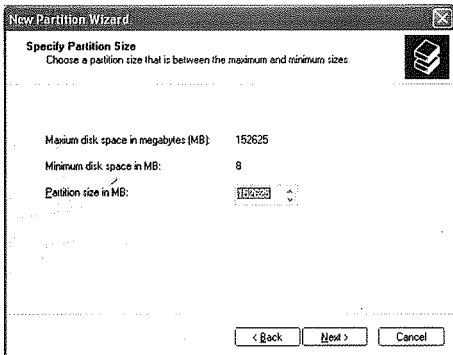 New Partition Wizard
Specify Partition Size
Choose a partition size that is between the maximum and minimum sizes.
Maxium disk space in megabytes (MB): 152625
Minimum disk space in MB: 8
Partition size in MB: 152625
< Back Next > Cancel